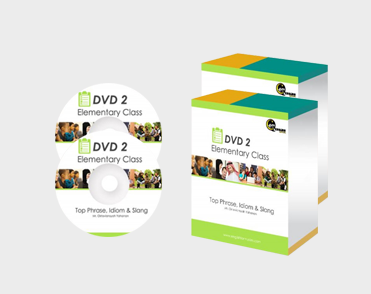 DVD 2
Elementary Class
DVD 2
Elementary Class
Top Phrase, Idiom & Slang
DVD 2
Elementary Class
Top Phrase, Idiom & Slang